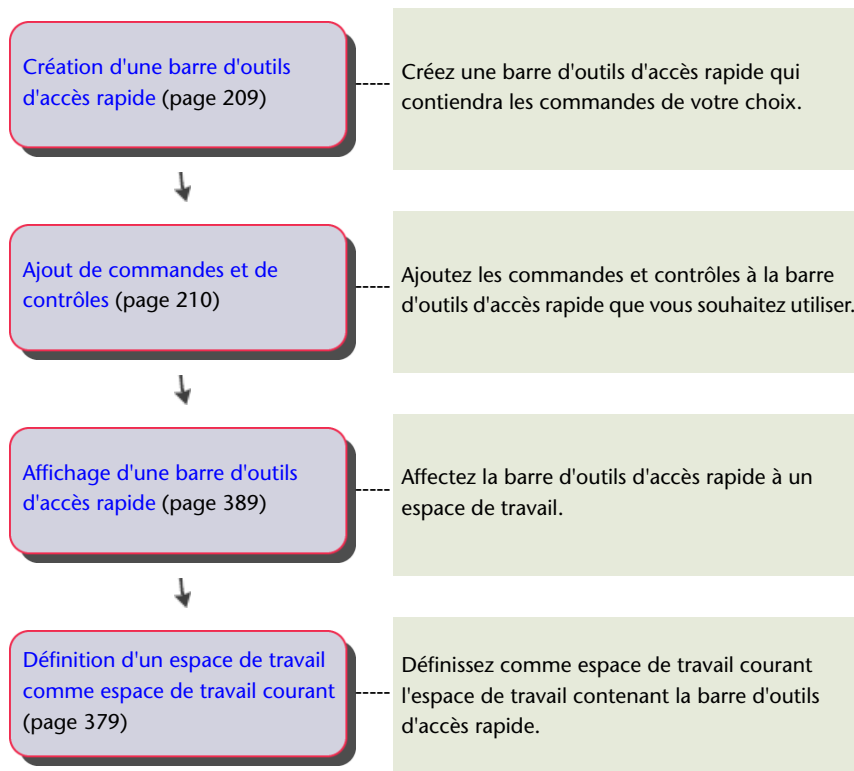 Création d'une barre d'outils
d'accès rapide (page 209)
Créez une barre d'outils d'accès rapide qui
contiendra les commandes de votre choix.
Ajout de commandes et de
contrôles (page 210)
Ajoutez les commandes et contrôles à la barre
d'outils d'accès rapide que vous souhaitez utiliser.
Affichage d'une barre d'outils
d'accès rapide (page 389)
Affectez la barre d'outils d'accès rapide à un
espace de travail.
Définition d'un espace de travail
comme espace de travail courant
(page 379)
Définissez comme espace de travail courant
l'espace de travail contenant la barre d'outils
d'accès rapide.